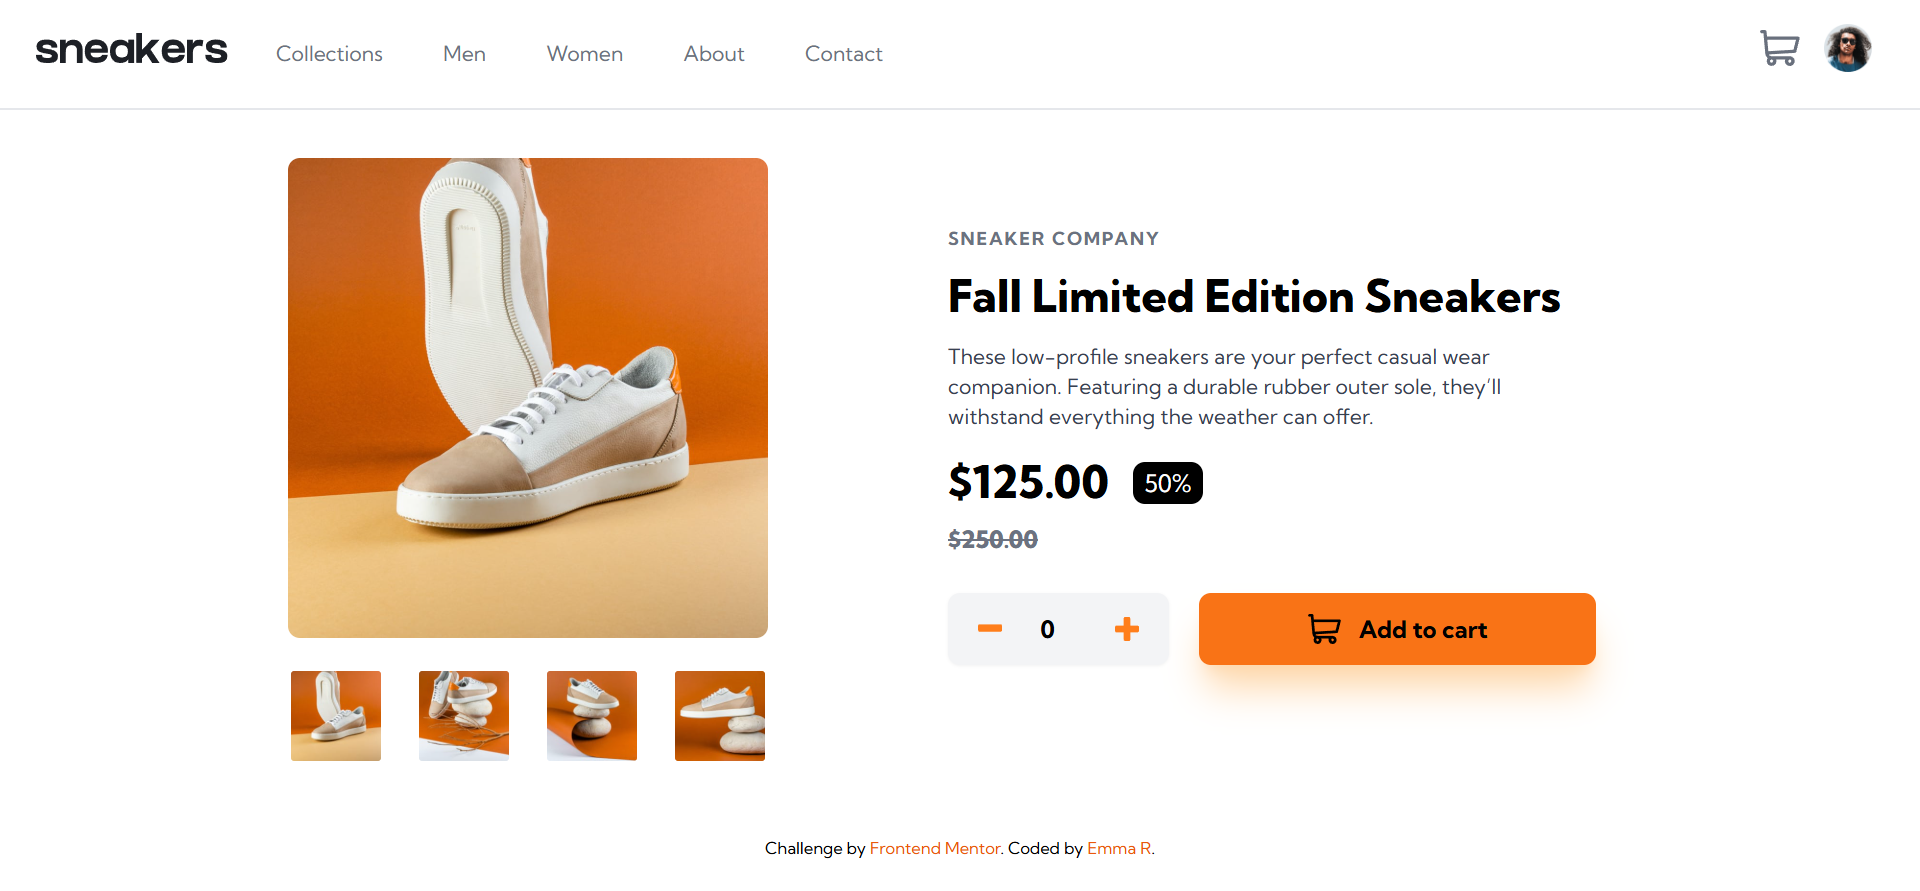 sneakers Collections Men Women About Contact
SNEAKER COMPANY
Fall Limited Edition Sneakers
These low-profile sneakers are your perfect casual wear
companion. Featuring a durable rubber outer sole, they’ll
withstand everything the weather can offer.
$125.00 50%
$250.00
0 Add to cart
Challenge by Frontend Mentor. Coded by Emma R.